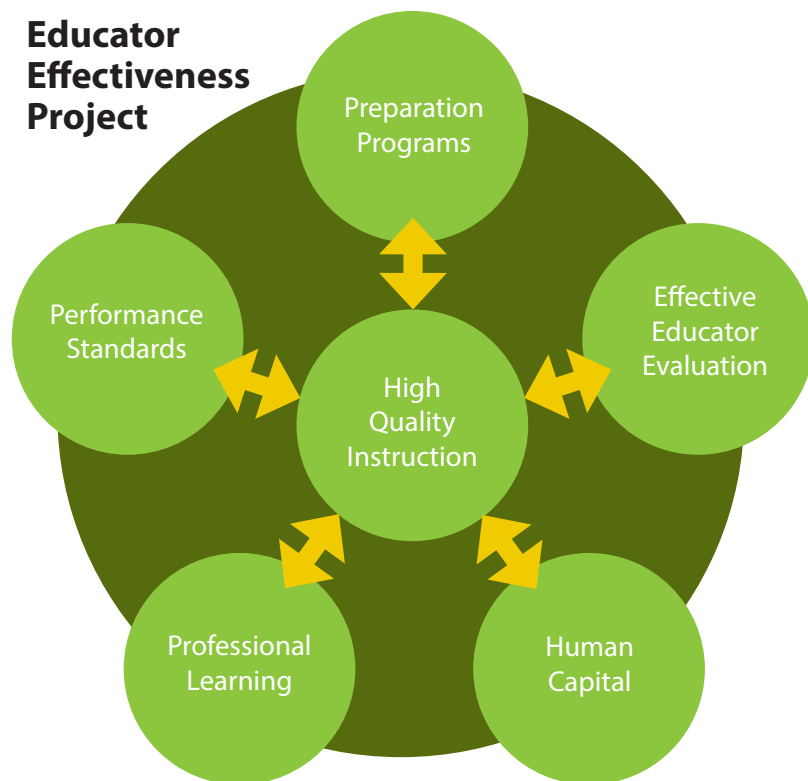 Educator
Effectiveness
Project
Preparation
Programs
Performance
Standards
Effective
Educator
Evaluation
High
Quality
Instruction
Professional
Learning
Human
Capital